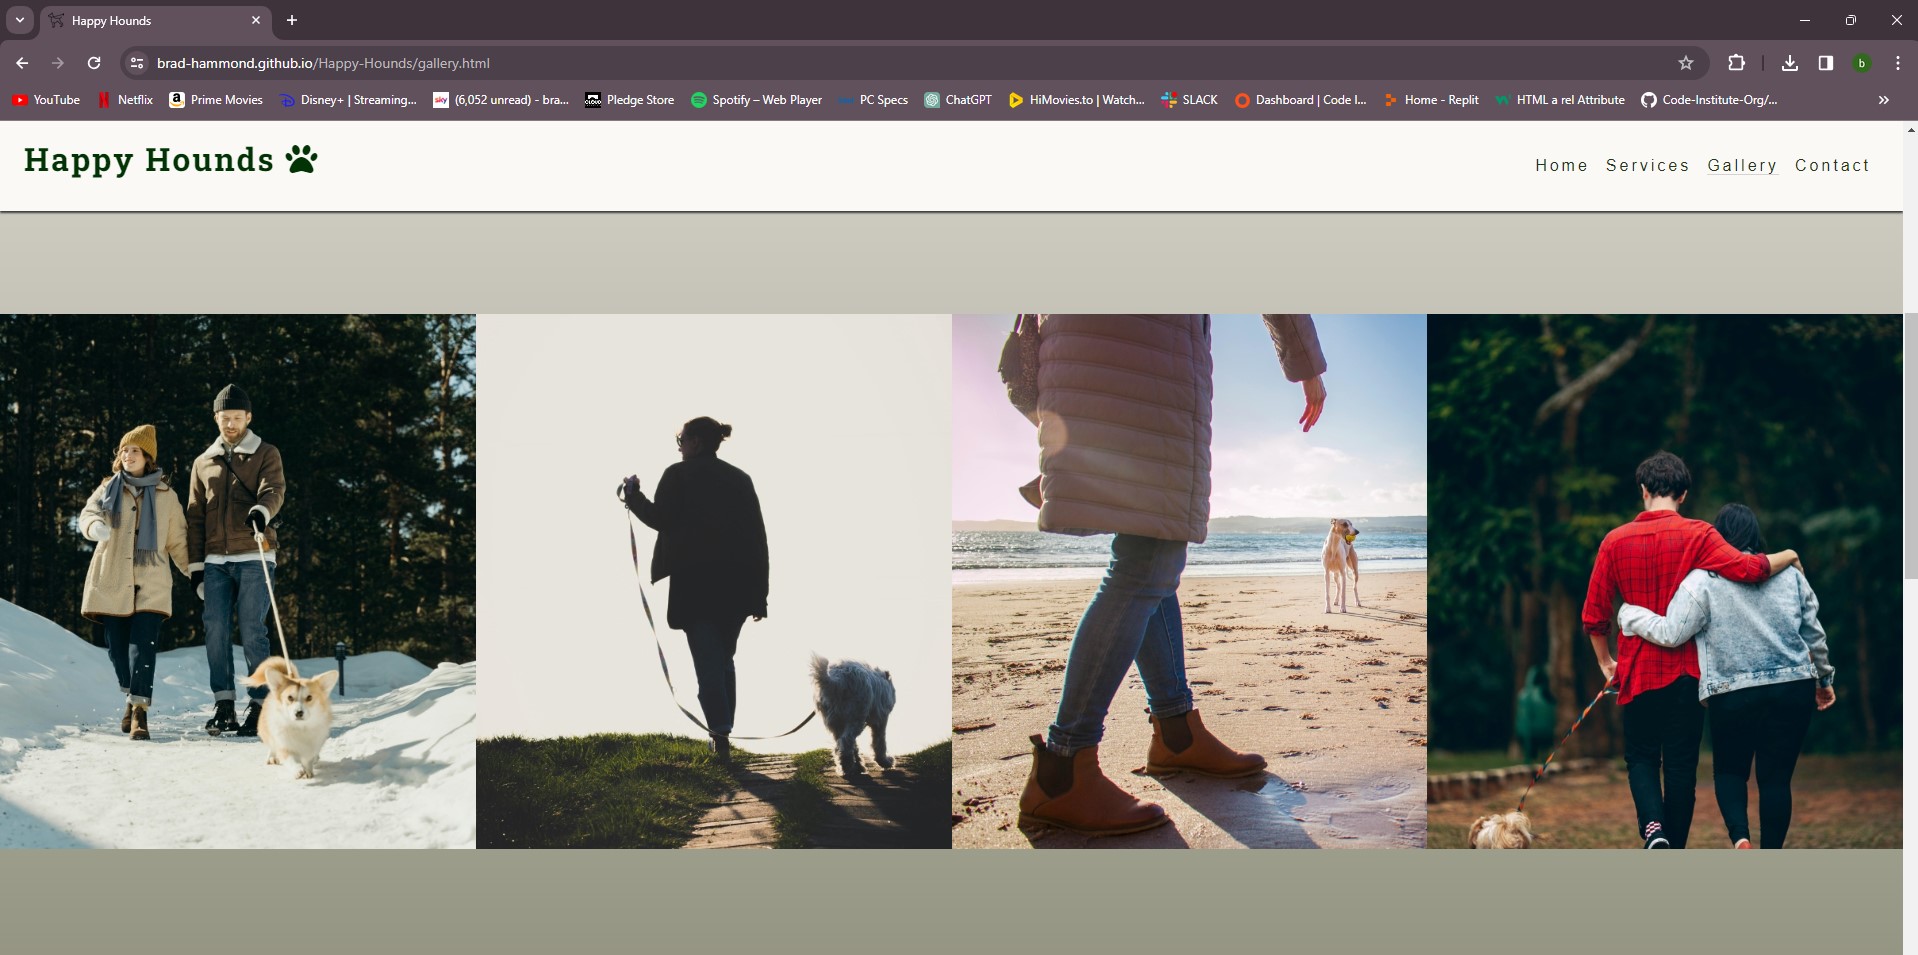 Happy Hounds
brad-hammond.github.io/Happy-Hounds/gallery.html
b
YouTube Netflix Prime Movies Disney+ | Streaming... sky (6,052 unread) - bra... Pledge Store Spotify – Web Player PC Specs ChatGPT HiMovies.to | Watch... SLACK Dashboard | Code I... Home - Replit HTML a rel Attribute Code-Institute-Org/...
Happy Hounds
Home Services Gallery Contact